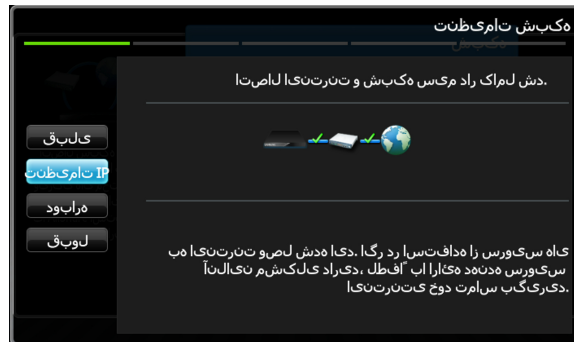 هکبش تامیظنت
.دش لماک راد میس هکبش و تنرتنیا لاصتا
یلبق
IP تامیظنت
هرابود
لوبق
یاه سیورس زا هدافتسا رد رگا .دیا هدش لصو تنرتنیا هب
سیورس هدنهد هئارا اب ًافطل ،دیراد یلکشم نیالنآ
.دیریگب سامت دوخ یتنرتنیا